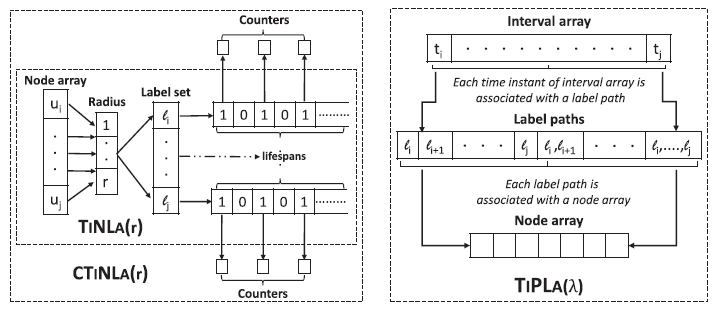 Counters
Node array
Radius
Label set
u_i
. . .
u_j
1
. . .
r
ℓ_i
. . .
ℓ_j
1 0 1 0 1 ........
lifespans
1 0 1 0 1 ........
TINLA(r)
CTINLA(r)
Counters
Interval array
t_i . . . . . . . . . . t_j
Each time instant of interval array is
associated with a label path
Label paths
ℓ_i ℓ_i+1 . . . ℓ_j ℓ_i,ℓ_i+1 . . . ℓ_i,....,ℓ_j
Each label path is
associated with a node array
Node array
TIPLA(λ)